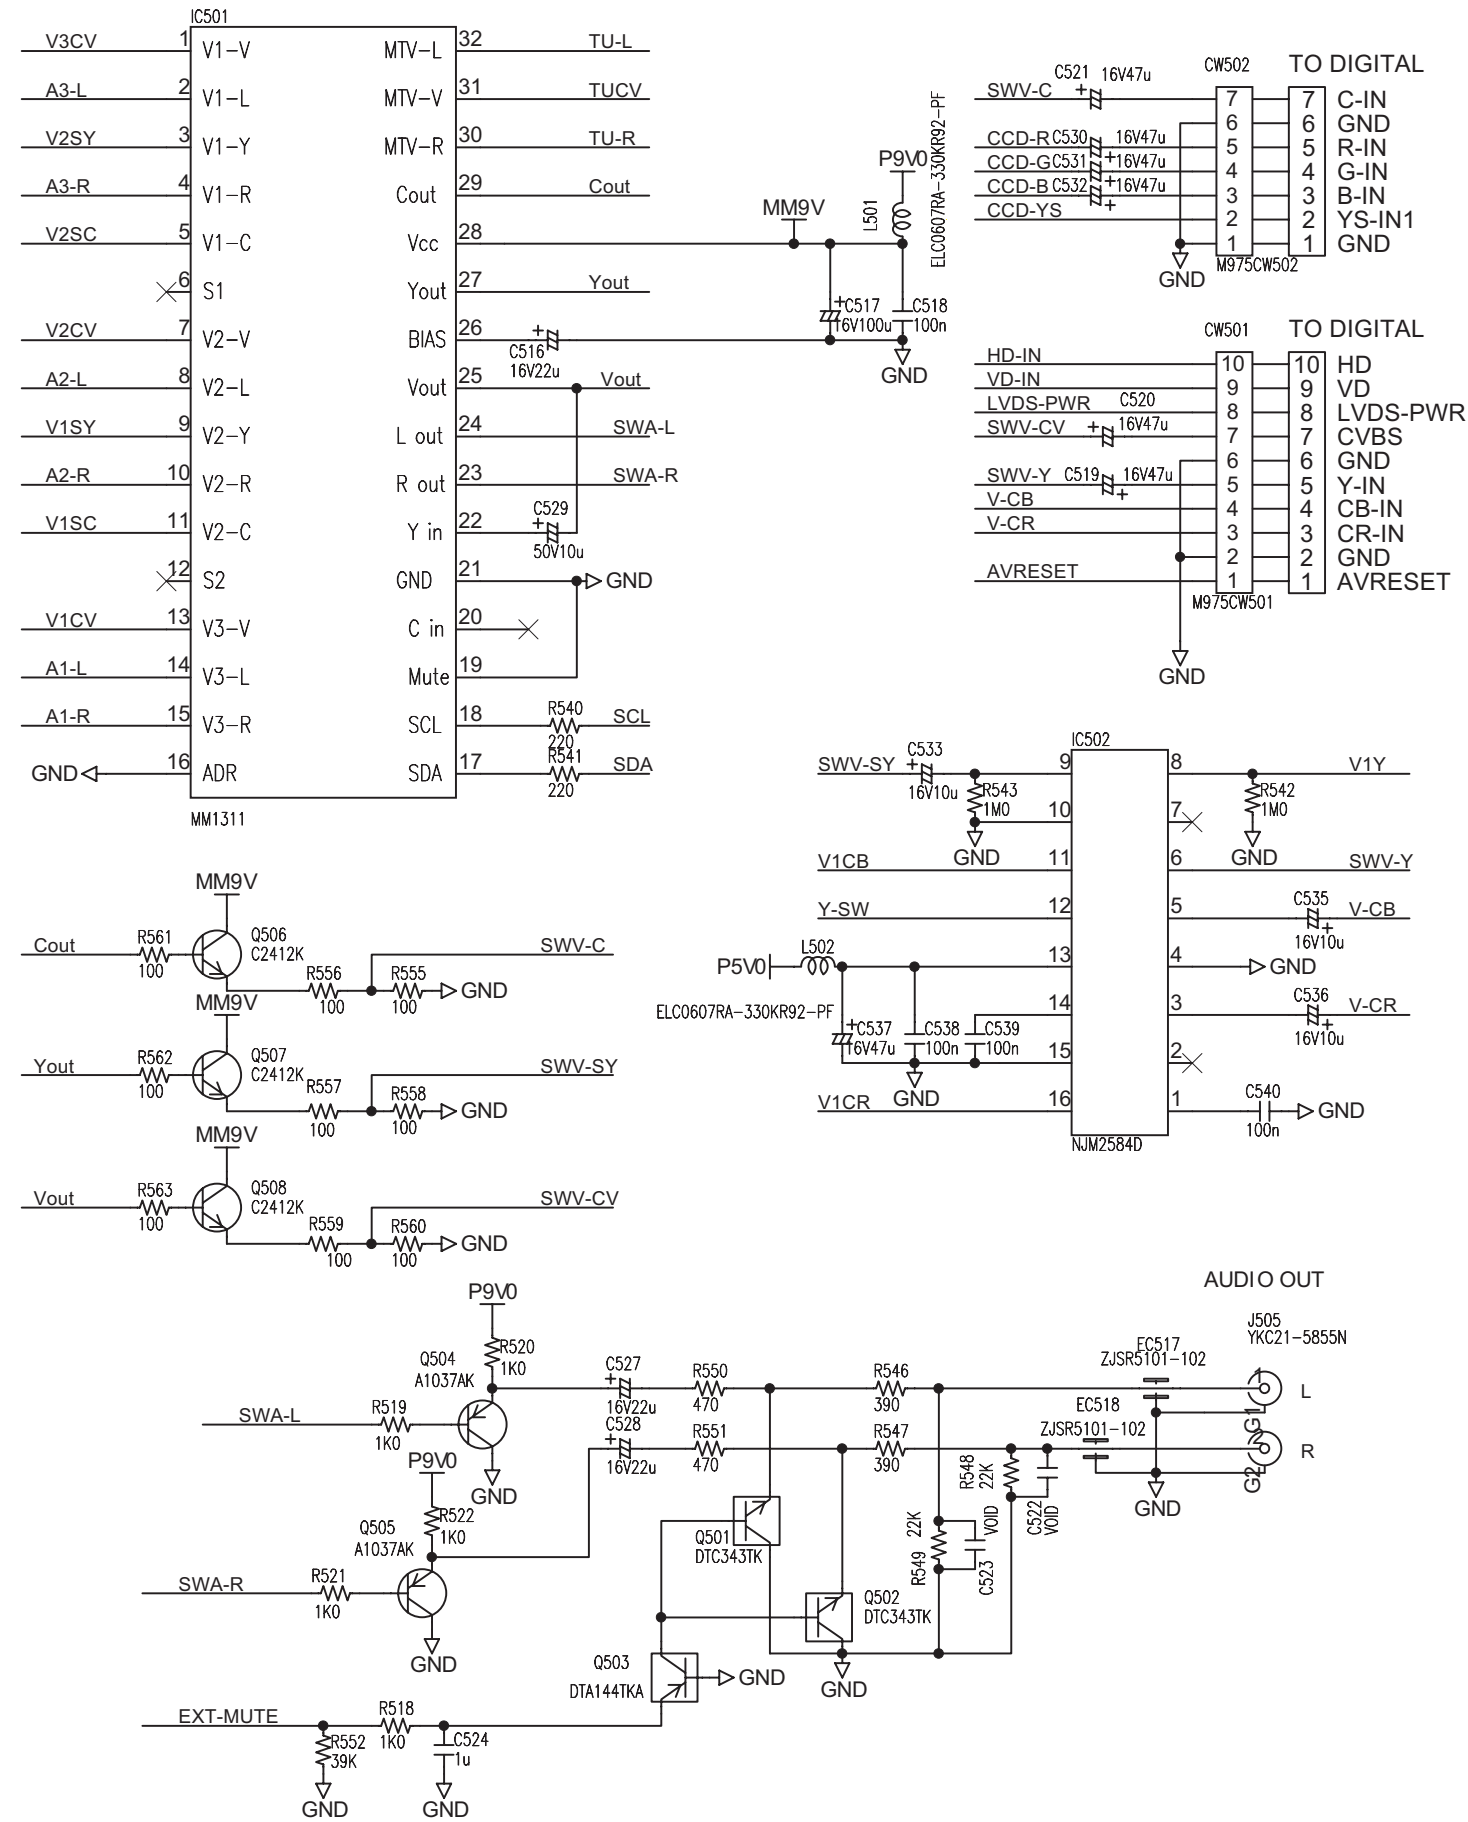 IC501
V3CV 1 V1-V MTV-L 32 TU-L
A3-L 2 V1-L MTV-V 31 TUCV
V2SY 3 V1-Y MTV-R 30 TU-R
A3-R 4 V1-R Cout 29 Cout
V2SC 5 V1-C Vcc 28
6 S1 Yout 27 Yout
V2CV 7 V2-V BIAS 26
C516
16V22u
A2-L 8 V2-L Vout 25 Vout
V1SY 9 V2-Y L out 24 SWA-L
A2-R 10 V2-R R out 23 SWA-R
V1SC 11 V2-C Y in 22
C529
50V10u
12 S2 GND 21 GND
V1CV 13 V3-V C in 20
A1-L 14 V3-L Mute 19
A1-R 15 V3-R SCL 18 R540 220 SCL
GND 16 ADR SDA 17 R541 220 SDA
MM1311
MM9V
P9V0
L501
ELC0607RA-330KR92-PF
C517
16V100u
C518
100n
GND
CW502 TO DIGITAL
SWV-C C521 16V47u 7 7 C-IN
6 6 GND
CCD-R C530 16V47u 5 5 R-IN
CCD-G C531 16V47u 4 4 G-IN
CCD-B C532 16V47u 3 3 B-IN
CCD-YS 2 2 YS-IN1
1 1 GND
GND
M975CW502
CW501 TO DIGITAL
HD-IN 10 10 HD
VD-IN 9 9 VD
LVDS-PWR 8 8 LVDS-PWR
SWV-CV C520 16V47u 7 7 CVBS
6 6 GND
SWV-Y C519 16V47u 5 5 Y-IN
V-CB 4 4 CB-IN
V-CR 3 3 CR-IN
2 2 GND
AVRESET 1 1 AVRESET
M975CW501
GND
IC502
SWV-SY C533 16V10u 9 8 V1Y
R543 1M0 10 7 R542 1M0
GND GND
V1CB 11 6 SWV-Y
Y-SW 12 5 C535 16V10u V-CB
P5V0 L502 13 4 GND
ELC0607RA-330KR92-PF 14 3 C536 16V10u V-CR
C537 16V47u C538 100n C539 100n 15 2
GND
V1CR 16 1 C540 100n GND
NJM2584D
MM9V
Cout R561 100 Q506 C2412K SWV-C
R556 100 R555 100 GND
MM9V
Yout R562 100 Q507 C2412K SWV-SY
R557 100 R558 100 GND
MM9V
Vout R563 100 Q508 C2412K SWV-CV
R559 100 R560 100 GND
AUDIO OUT
P9V0
R520
1K0
Q504
A1037AK
SWA-L R519 1K0
GND
C527
16V22u
C528
16V22u
R550
470
R551
470
R546
390
R547
390
J505
YKC21-5855N
EC517
ZJSR5101-102
EC518
ZJSR5101-102
1 L
G1
2 R
G2
GND
P9V0
R522
1K0
Q505
A1037AK
SWA-R R521 1K0
GND
Q501
DTC343TK
Q502
DTC343TK
R548
22K
C522
VOID
R549
22K
C523
VOID
GND
Q503
DTA144TKA
GND
EXT-MUTE R518 1K0
R552
39K
C524
1u
GND GND